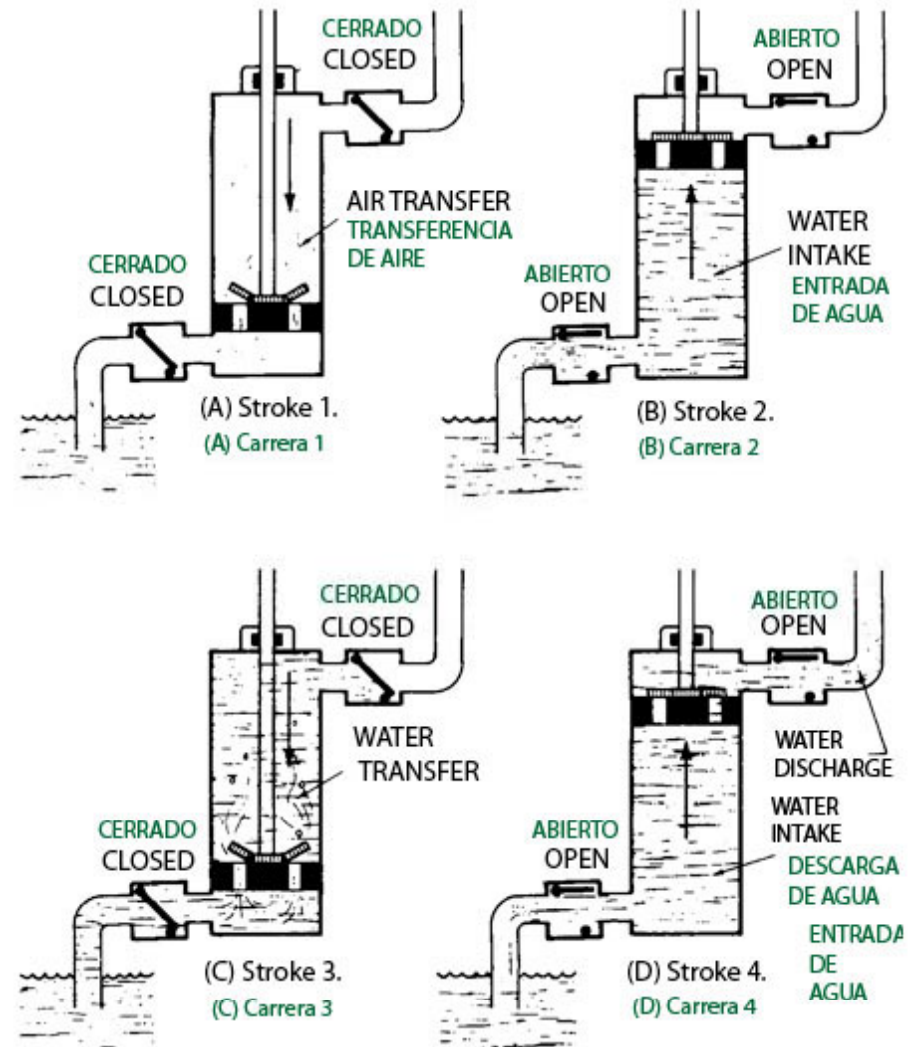 CERRADO
CLOSED
AIR TRANSFER
TRANSFERENCIA
DE AIRE
CERRADO
CLOSED
(A) Stroke 1.
(A) Carrera 1
ABIERTO
OPEN
WATER
INTAKE
ENTRADA
DE AGUA
ABIERTO
OPEN
(B) Stroke 2.
(B) Carrera 2
CERRADO
CLOSED
WATER
TRANSFER
CERRADO
CLOSED
(C) Stroke 3.
(C) Carrera 3
ABIERTO
OPEN
WATER
DISCHARGE
WATER
INTAKE
ABIERTO
OPEN
DESCARGA
DE AGUA
ENTRADA
DE
AGUA
(D) Stroke 4.
(D) Carrera 4